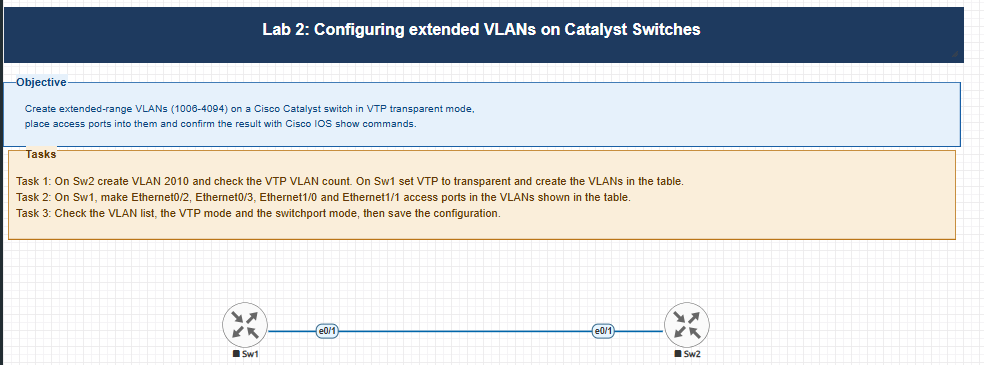 Lab 2: Configuring extended VLANs on Catalyst Switches
Objective
Create extended-range VLANs (1006-4094) on a Cisco Catalyst switch in VTP transparent mode,
place access ports into them and confirm the result with Cisco IOS show commands.
Tasks
Task 1: On Sw2 create VLAN 2010 and check the VTP VLAN count. On Sw1 set VTP to transparent and create the VLANs in the table.
Task 2: On Sw1, make Ethernet0/2, Ethernet0/3, Ethernet1/0 and Ethernet1/1 access ports in the VLANs shown in the table.
Task 3: Check the VLAN list, the VTP mode and the switchport mode, then save the configuration.
e0/1
e0/1
Sw1
Sw2